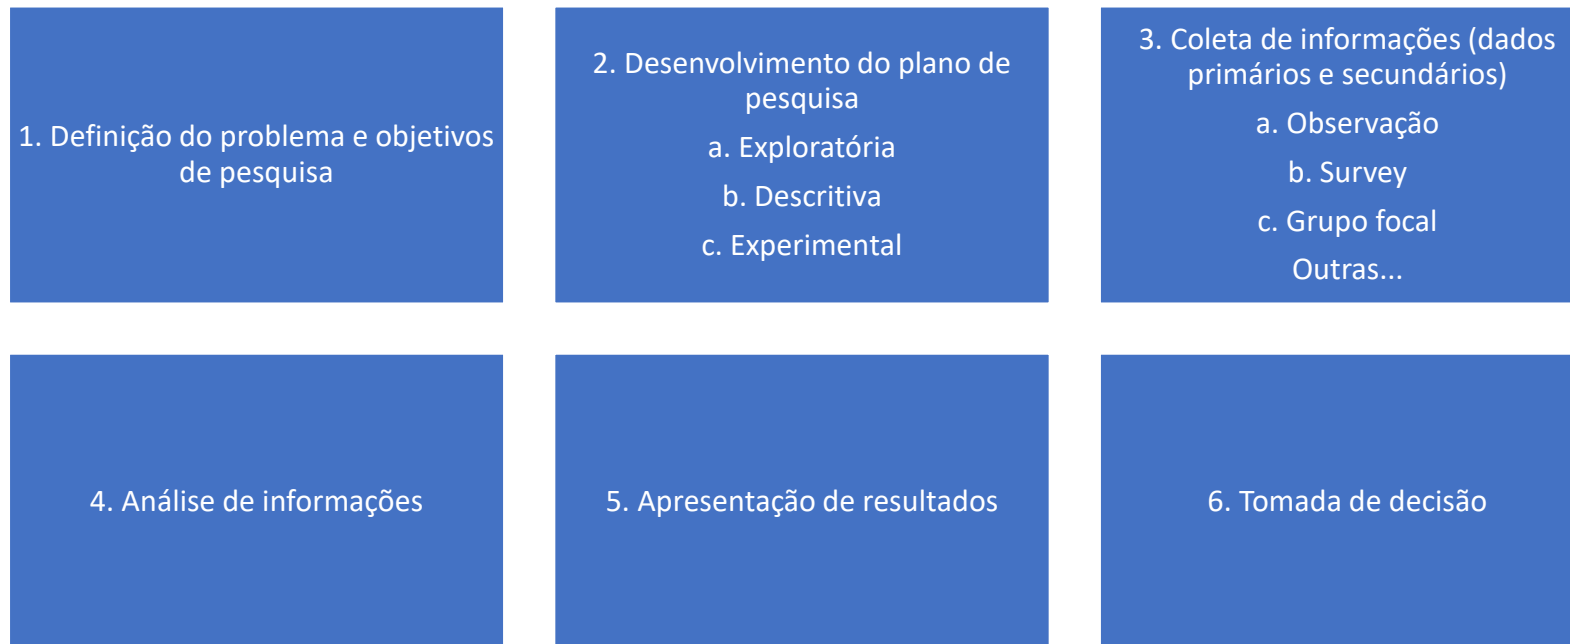 1. Definição do problema e objetivos
de pesquisa
2. Desenvolvimento do plano de
pesquisa
a. Exploratória
b. Descritiva
c. Experimental
3. Coleta de informações (dados
primários e secundários)
a. Observação
b. Survey
c. Grupo focal
Outras...
4. Análise de informações
5. Apresentação de resultados
6. Tomada de decisão